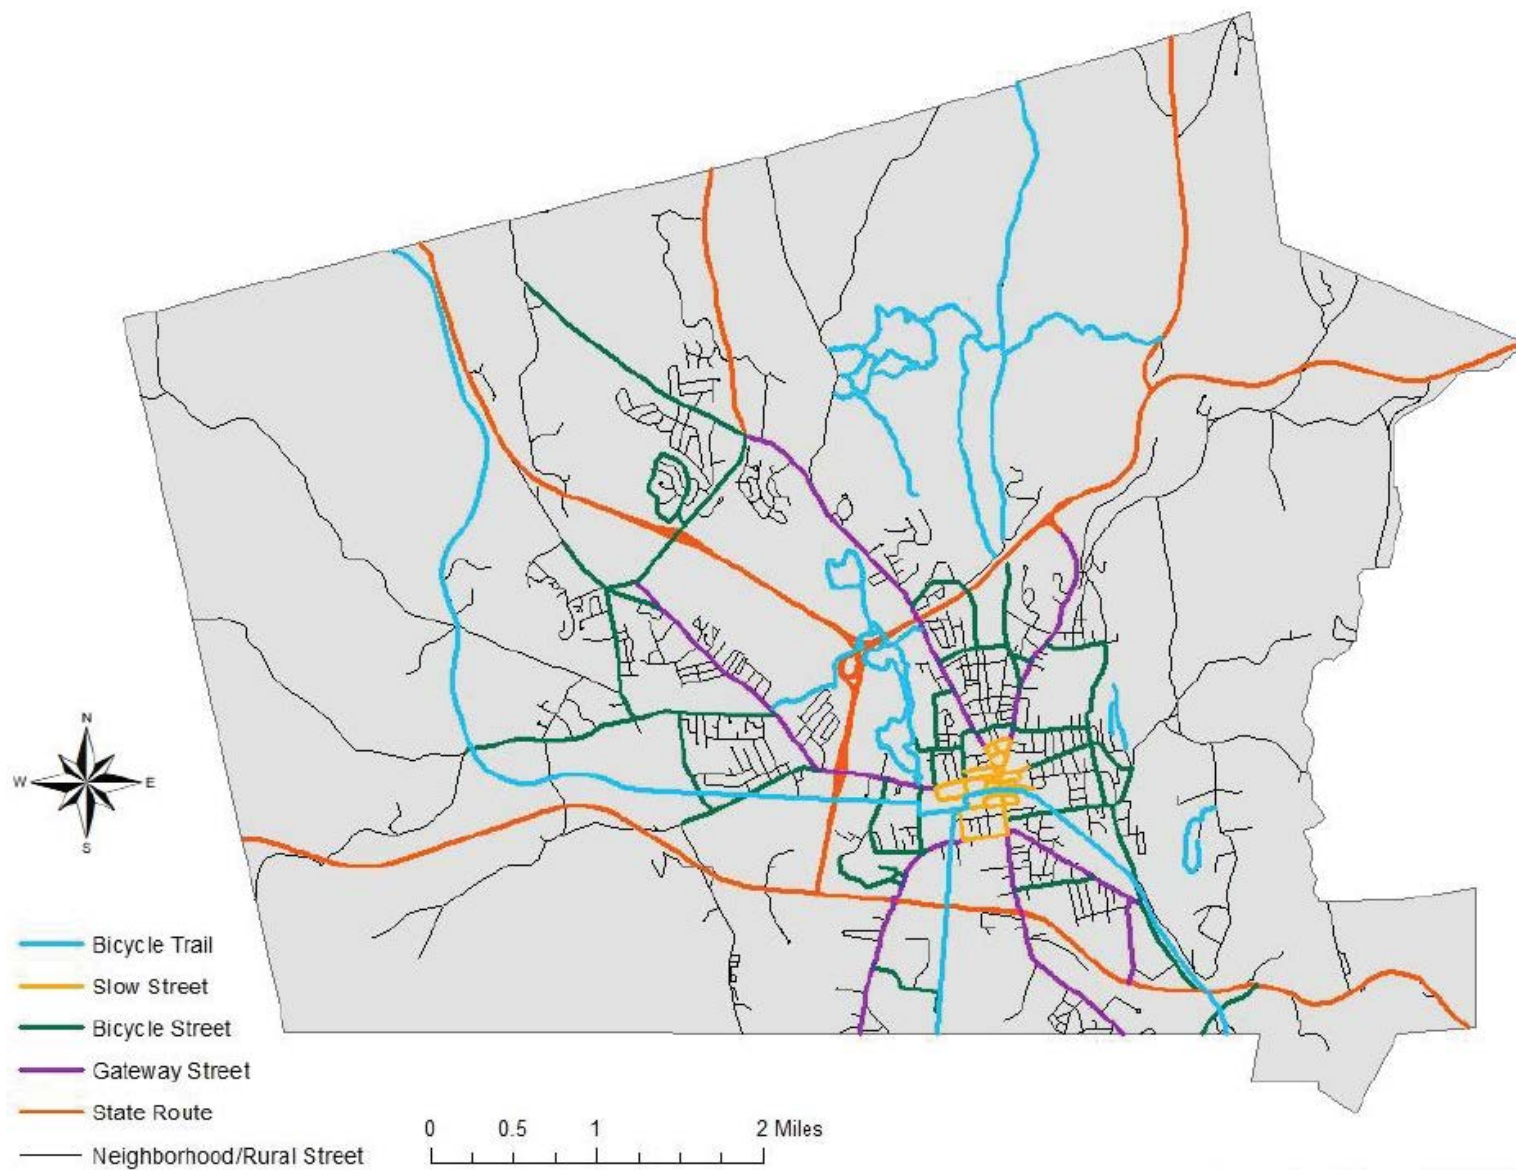 N
W
E
S
Bicycle Trail
Slow Street
Bicycle Street
Gateway Street
State Route
Neighborhood/Rural Street
0 0.5 1 2 Miles